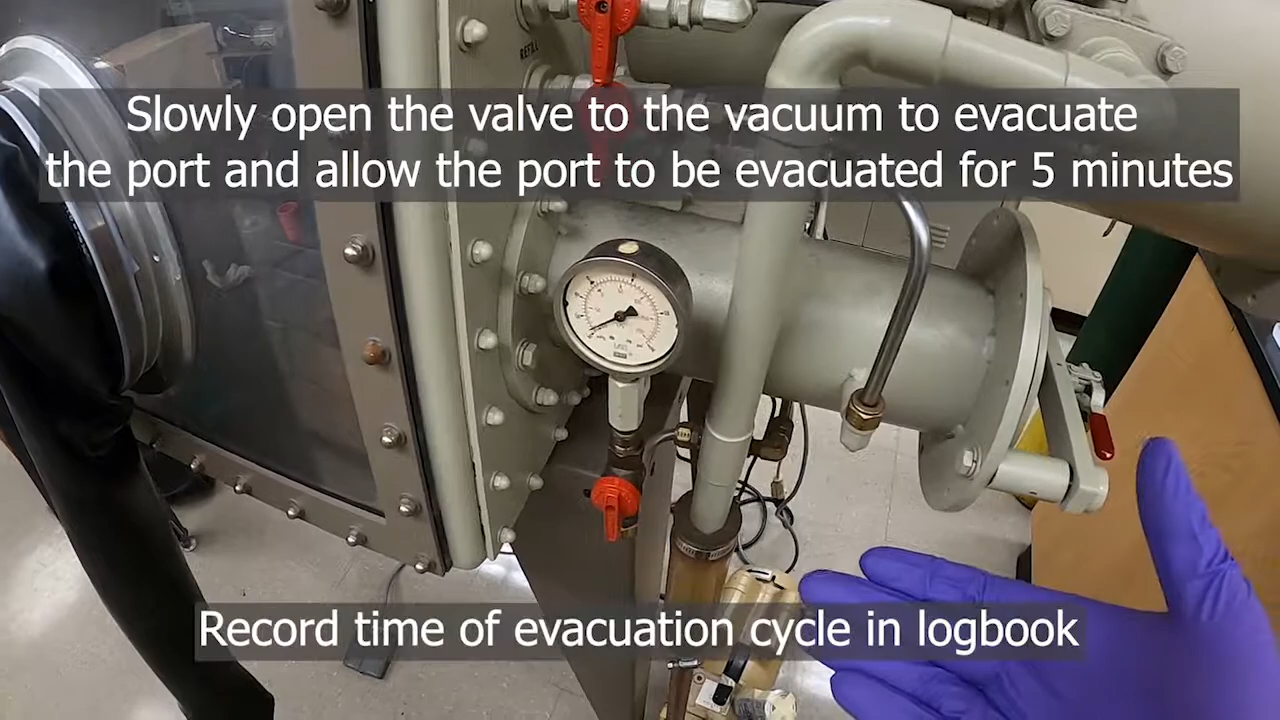 REFILL
Slowly open the valve to the vacuum to evacuate
the port and allow the port to be evacuated for 5 minutes
Record time of evacuation cycle in logbook